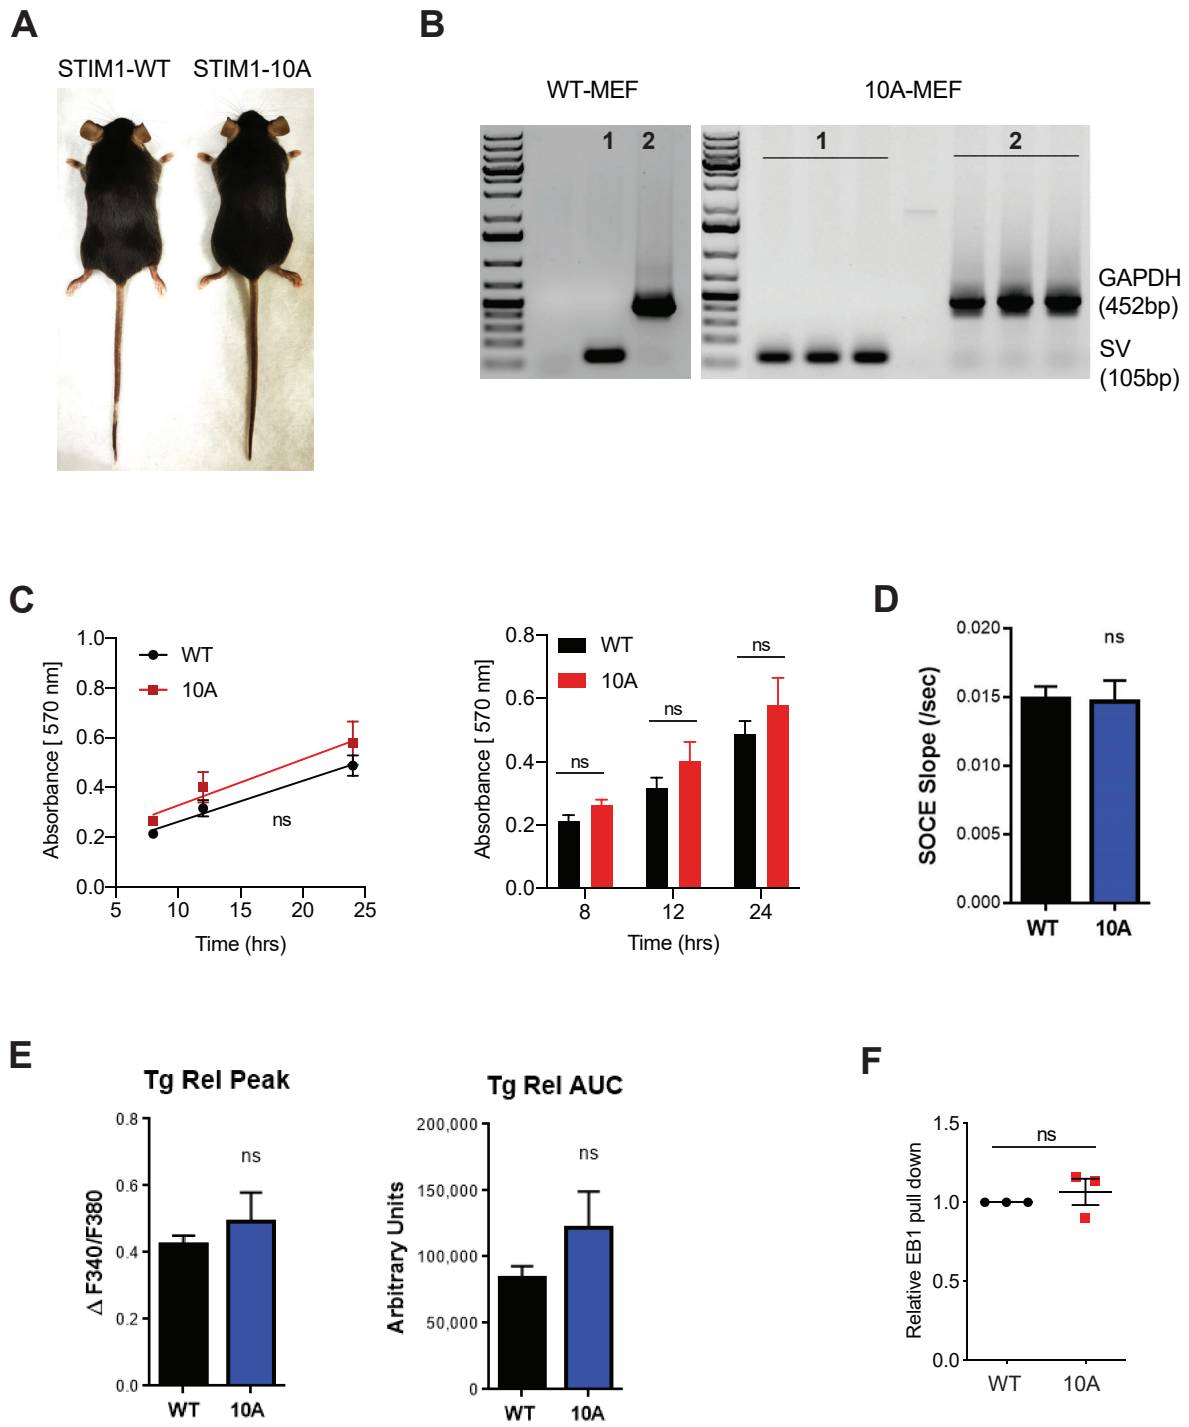 A
STIM1-WT STIM1-10A
B
WT-MEF 10A-MEF
1 2 1 2
GAPDH
(452bp)
SV
(105bp)
C
Absorbance [ 570 nm]
1.0
0.8
0.6
0.4
0.2
0.0
WT
10A
ns
5 10 15 20 25
Time (hrs)
Absorbance [ 570 nm]
0.8
0.6
0.4
0.2
0.0
WT
10A
ns ns ns
8 12 24
Time (hrs)
D
SOCE Slope (/sec)
0.020
0.015
0.010
0.005
0.000
ns
WT 10A
E
Tg Rel Peak
Δ F340/F380
0.8
0.6
0.4
0.2
0.0
ns
WT 10A
Tg Rel AUC
Arbitrary Units
200,000
150,000
100,000
50,000
0
ns
WT 10A
F
Relative EB1 pull down
1.5
1.0
0.5
0.0
ns
WT 10A